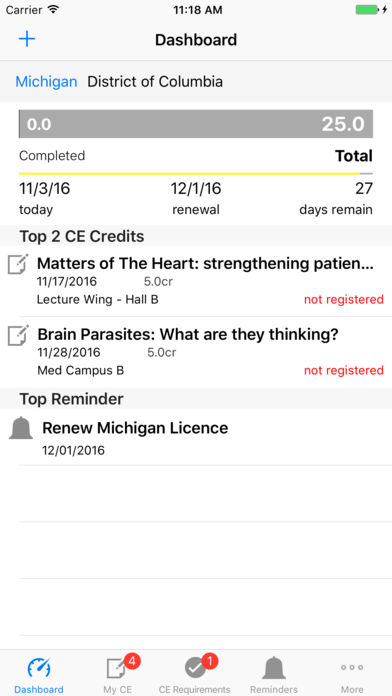 Carrier 11:18 AM
+ Dashboard
Michigan District of Columbia
0.0 25.0
Completed Total
11/3/16 12/1/16 27
today renewal days remain
Top 2 CE Credits
Matters of The Heart: strengthening patien...
11/17/2016 5.0cr
Lecture Wing - Hall B not registered
Brain Parasites: What are they thinking?
11/28/2016 5.0cr
Med Campus B not registered
Top Reminder
Renew Michigan Licence
12/01/2016
4 1
Dashboard My CE CE Requirements Reminders More